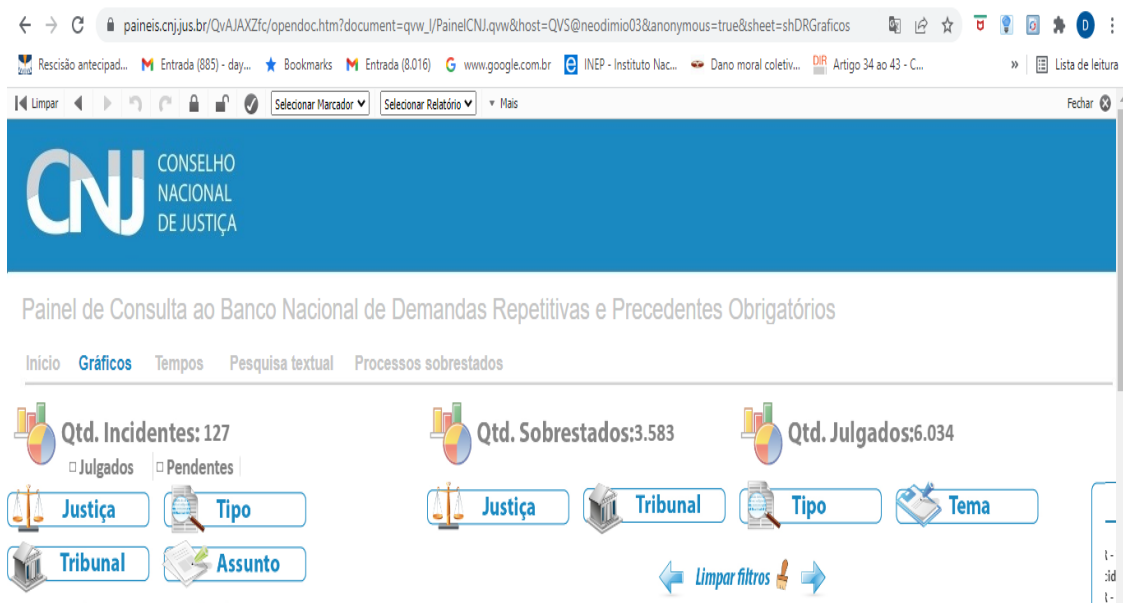 paineis.cnj.jus.br/QvAJAXZfc/opendoc.htm?document=qvw_l/PainelCNJ.qvw&host=QVS@neodimio03&anonymous=true&sheet=shDRGraficos D
Rescisão antecipad... Entrada (885) - day... Bookmarks Entrada (8.016) www.google.com.br INEP - Instituto Nac... Dano moral coletiv... DIR Artigo 34 ao 43 - C... » Lista de leitura
Limpar Selecionar Marcador Selecionar Relatório Mais Fechar
CNJ
CONSELHO
NACIONAL
DE JUSTIÇA
Painel de Consulta ao Banco Nacional de Demandas Repetitivas e Precedentes Obrigatórios
Inicio Gráficos Tempos Pesquisa textual Processos sobrestados
Qtd. Incidentes: 127 Qtd. Sobrestados:3.583 Qtd. Julgados:6.034
Julgados Pendentes
Justiça Tipo Justiça Tribunal Tipo Tema
Tribunal Assunto
Limpar filtros